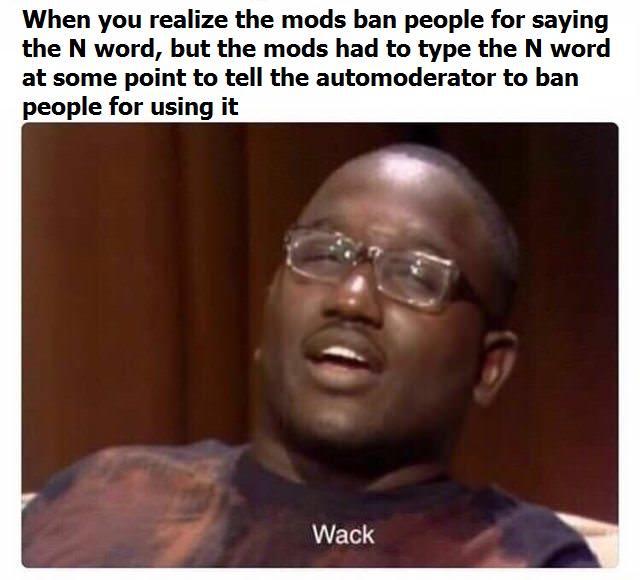 When you realize the mods ban people for saying
the N word, but the mods had to type the N word
at some point to tell the automoderator to ban
people for using it
Wack